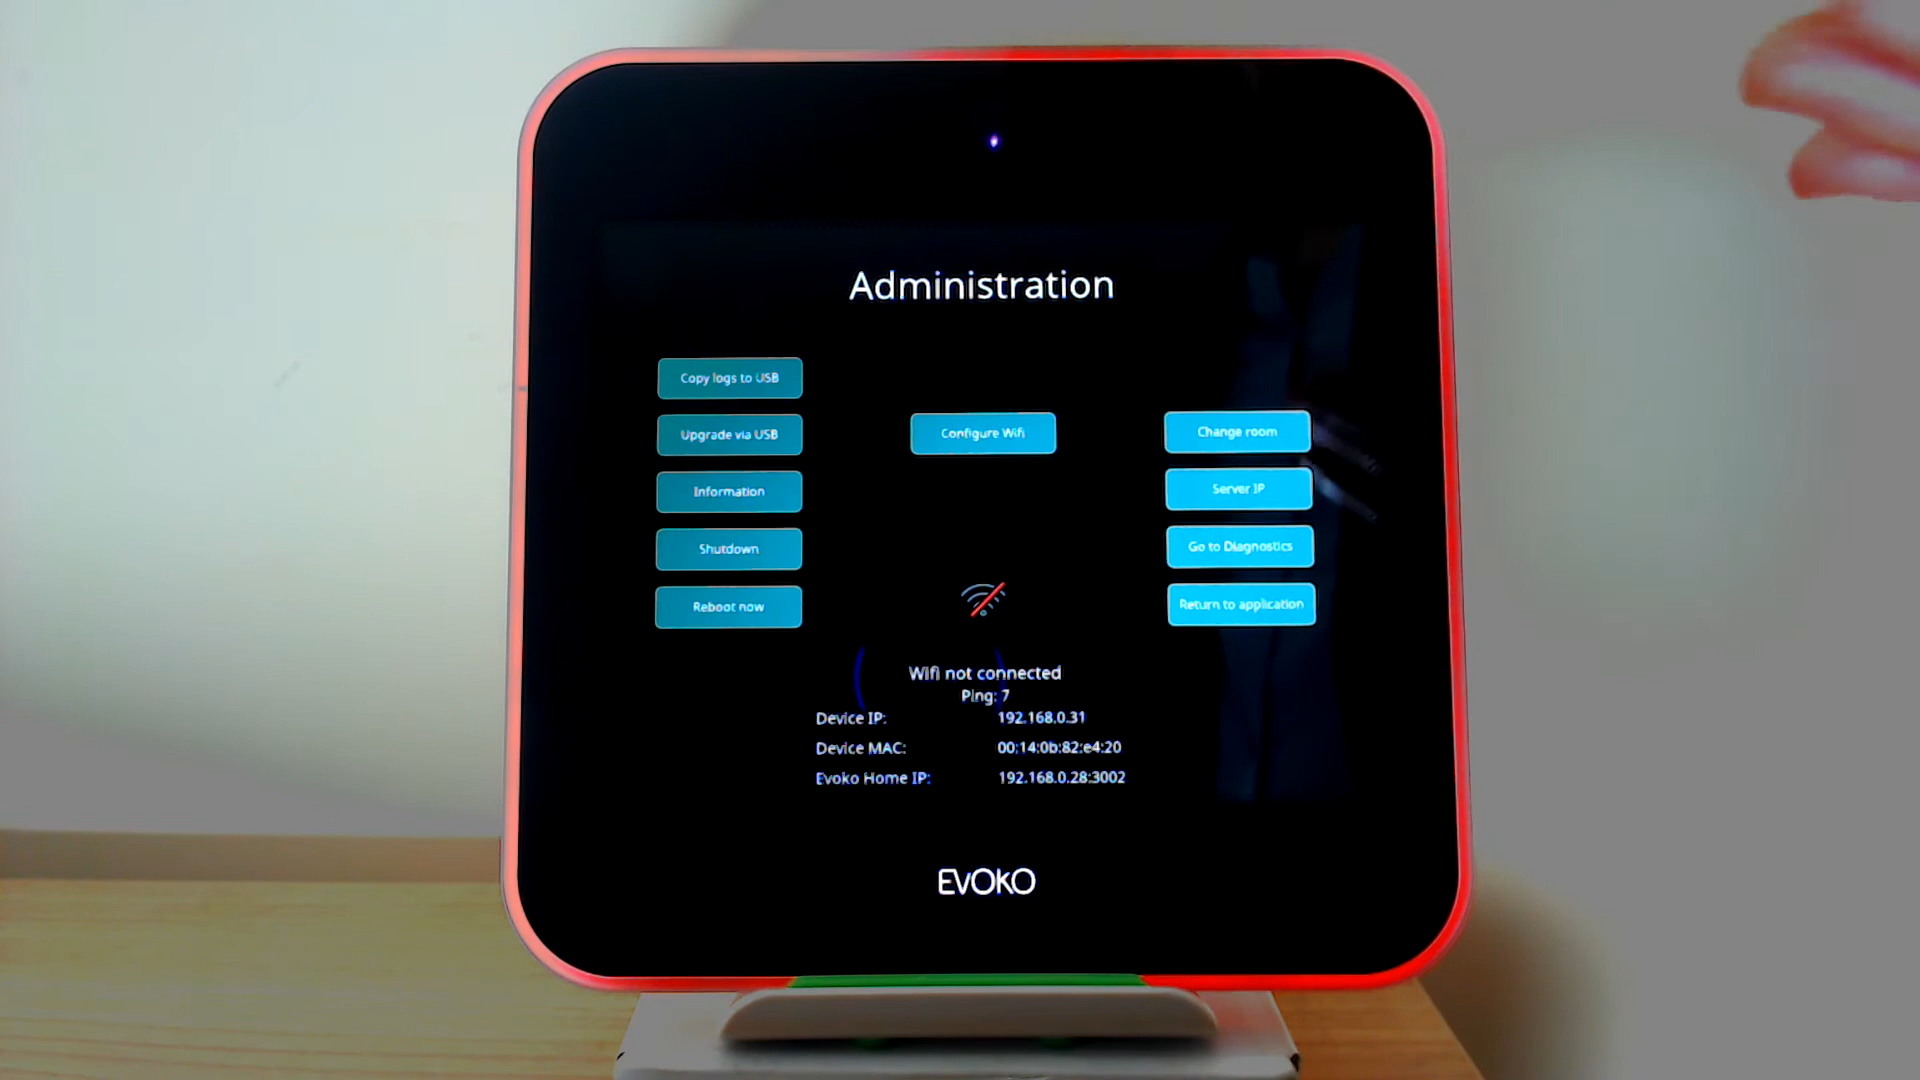 Administration
Copy logs to USB
Upgrade via USB
Configure Wifi
Change room
Information
Server IP
Shutdown
Go to Diagnostics
Reboot now
Return to application
Wifi not connected
Ping: 7
Device IP: 192.168.0.31
Device MAC: 00:14:0b:82:e4:20
Evoko Home IP: 192.168.0.28:3002
EVOKO